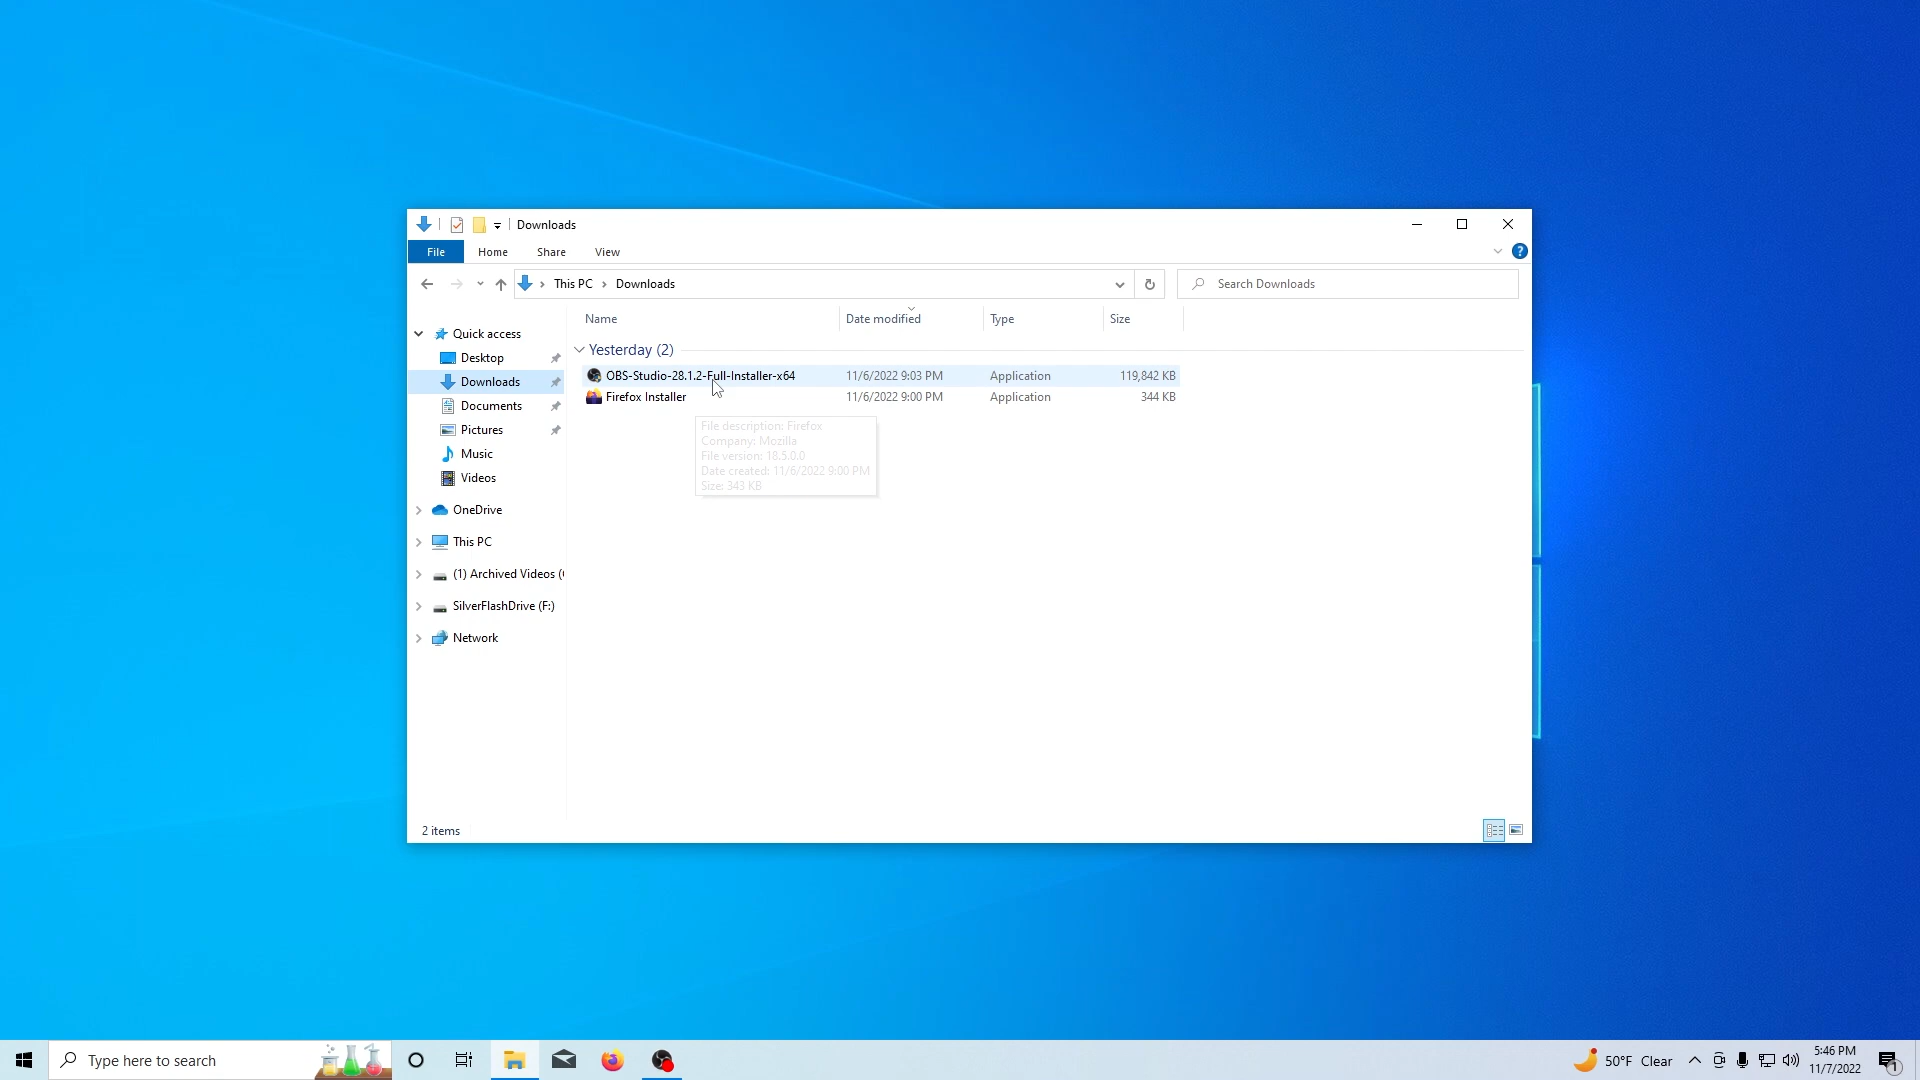 Downloads
File Home Share View
This PC Downloads
Search Downloads
Name Date modified Type Size
Quick access
Desktop
Downloads
Documents
Pictures
Music
Videos
OneDrive
This PC
(1) Archived Videos (
SilverFlashDrive (F:)
Network
Yesterday (2)
OBS-Studio-28.1.2-Full-Installer-x64 11/6/2022 9:03 PM Application 119,842 KB
Firefox Installer 11/6/2022 9:00 PM Application 344 KB
File description: Firefox
Company: Mozilla
File version: 18.5.0.0
Date created: 11/6/2022 9:00 PM
Size: 343 KB
2 items
Type here to search
50°F Clear
5:46 PM
11/7/2022
1